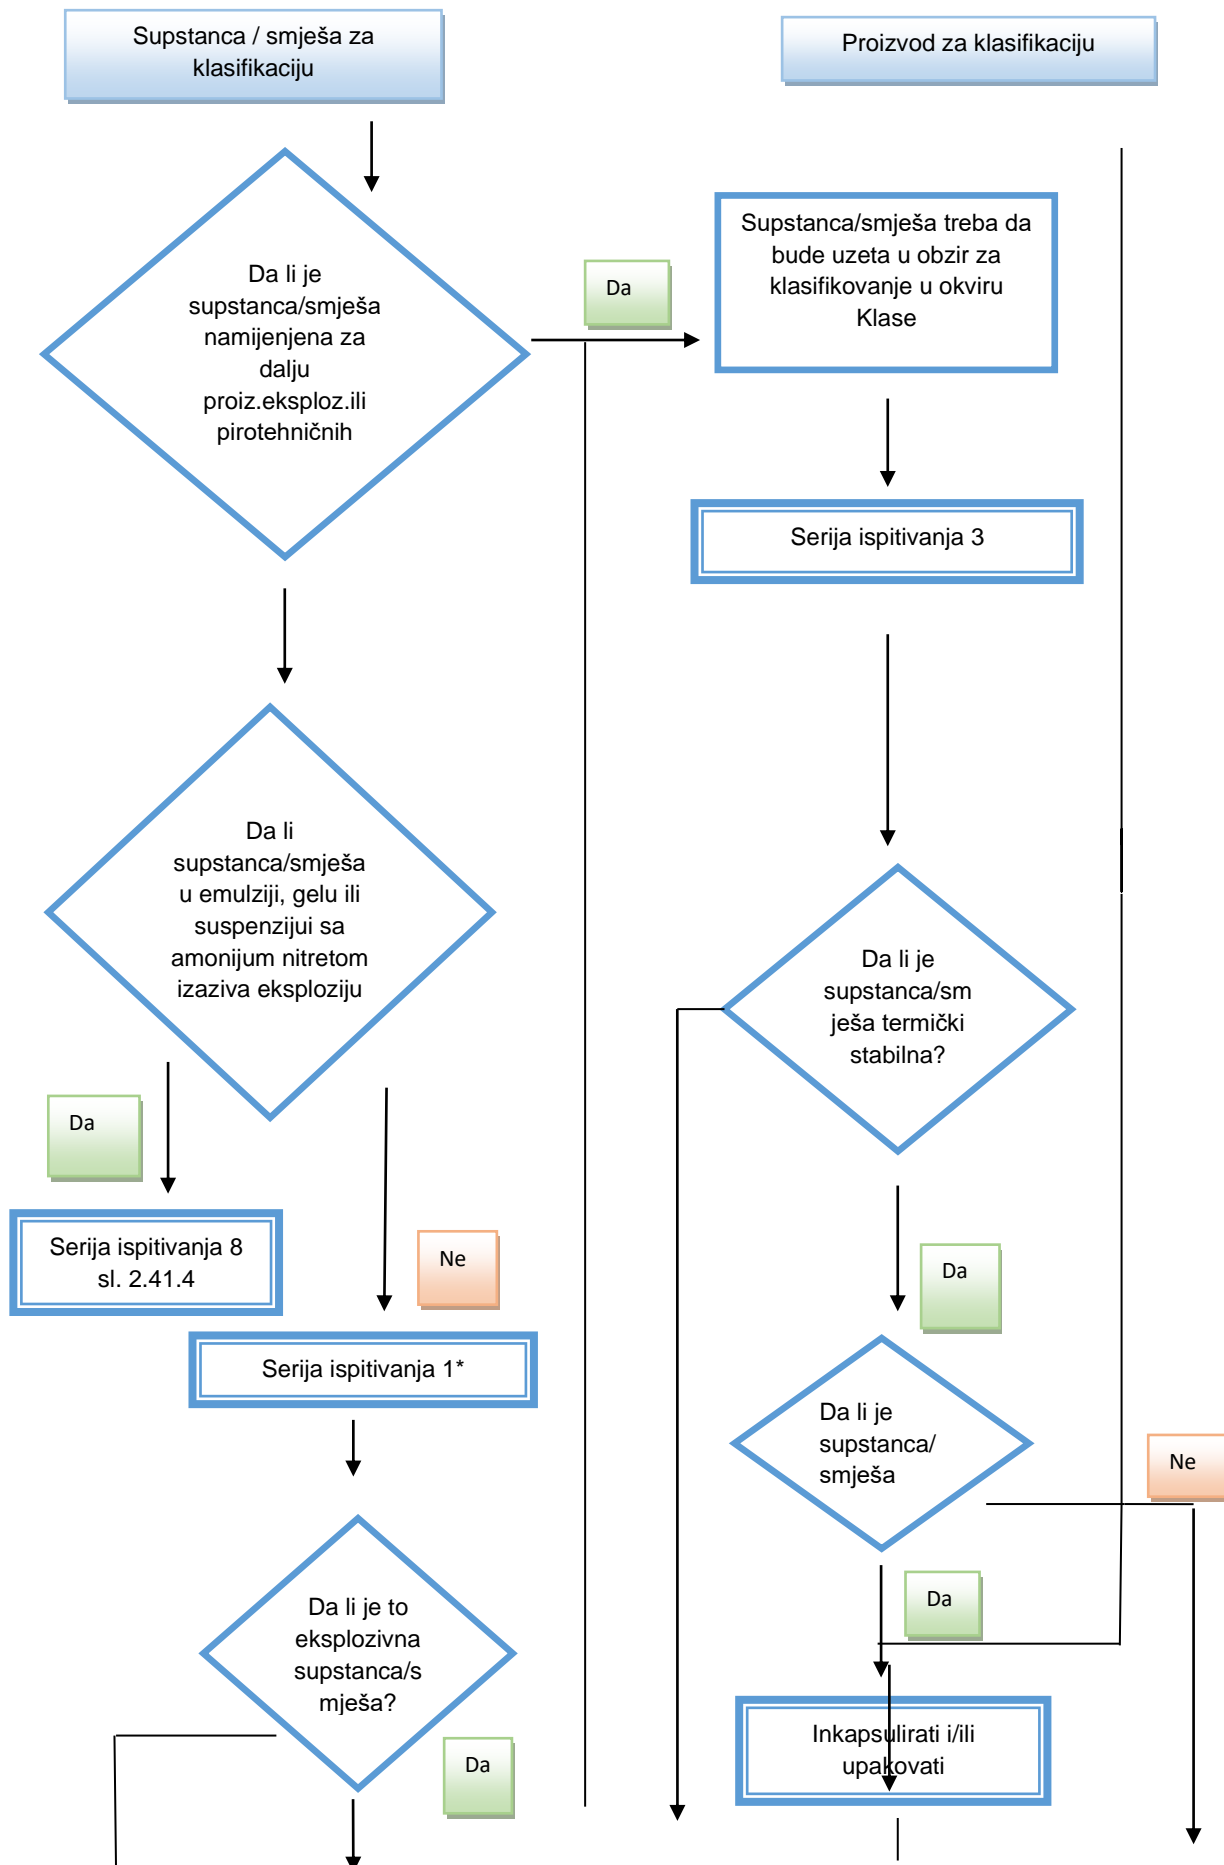 Supstanca / smješa za
klasifikaciju
Proizvod za klasifikaciju
Da li je
supstanca/smješa
namijenjena za
dalju
proiz.eksploz.ili
pirotehničnih
Da
Supstanca/smješa treba da
bude uzeta u obzir za
klasifikovanje u okviru
Klase
Serija ispitivanja 3
Da li
supstanca/smješa
u emulziji, gelu ili
suspenzijui sa
amonijum nitretom
izaziva eksploziju
Da li je
supstanca/sm
ješa termički
stabilna?
Da
Serija ispitivanja 8
sl. 2.41.4
Ne
Da
Serija ispitivanja 1*
Da li je
supstanca/
smješa
Ne
Da li je to
eksplozivna
supstanca/s
mješa?
Da
Da
Inkapsulirati i/ili
upakovati